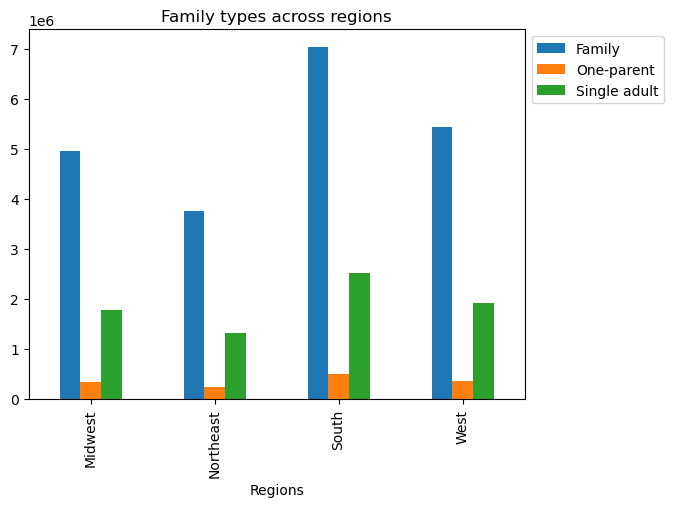 Family types across regions
1e6
7
6
5
4
3
2
1
0
Midwest
Northeast
South
West
Regions
Family
One-parent
Single adult